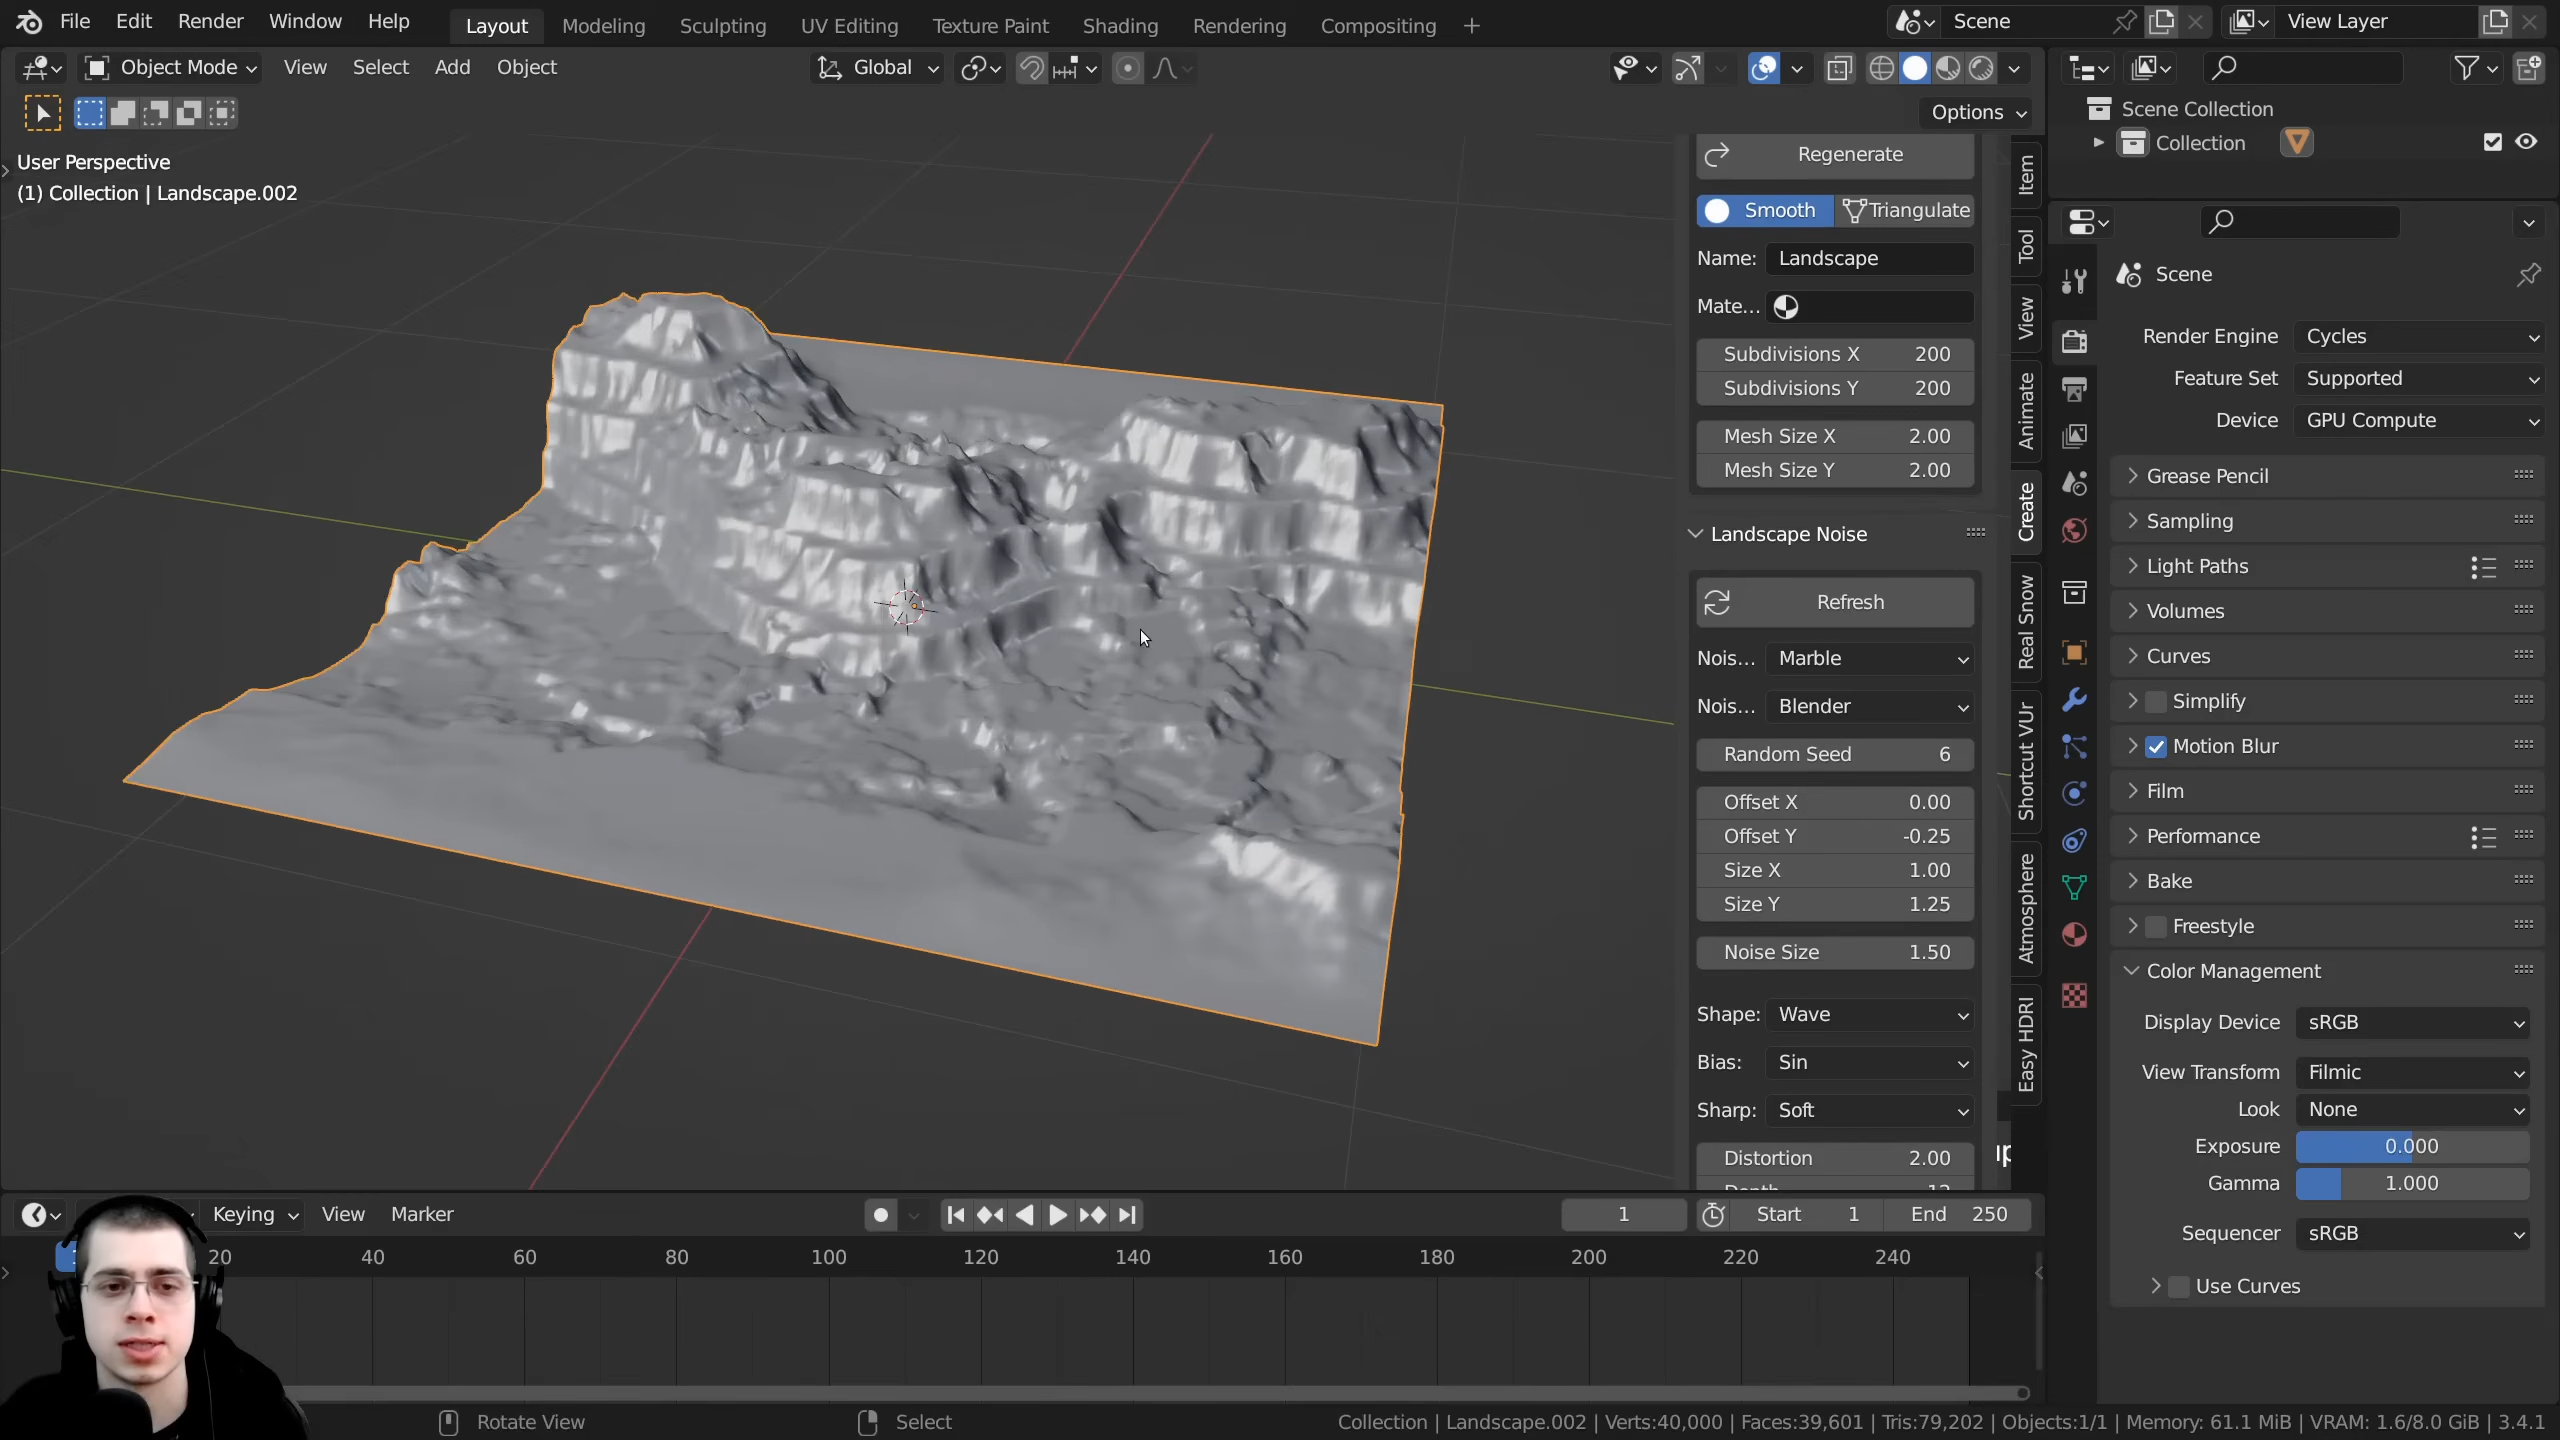 File Edit Render Window Help Layout Modeling Sculpting UV Editing Texture Paint Shading Rendering Compositing + Scene View Layer
Object Mode View Select Add Object Global
Options
User Perspective
(1) Collection | Landscape.002
Regenerate
Smooth Triangulate
Name: Landscape
Mate...
Subdivisions X 200
Subdivisions Y 200
Mesh Size X 2.00
Mesh Size Y 2.00
Landscape Noise
Refresh
Nois... Marble
Nois... Blender
Random Seed 6
Offset X 0.00
Offset Y -0.25
Size X 1.00
Size Y 1.25
Noise Size 1.50
Shape: Wave
Bias: Sin
Sharp: Soft
Distortion 2.00
Item
Tool
View
Animate
Create
Real Snow
Shortcut VUr
Atmosphere
Easy HDRI
Scene Collection
Collection
Scene
Render Engine Cycles
Feature Set Supported
Device GPU Compute
Grease Pencil
Sampling
Light Paths
Volumes
Curves
Simplify
Motion Blur
Film
Performance
Bake
Freestyle
Color Management
Display Device sRGB
View Transform Filmic
Look None
Exposure 0.000
Gamma 1.000
Sequencer sRGB
Use Curves
Keying View Marker 1 Start 1 End 250
20 40 60 80 100 120 140 160 180 200 220 240
Rotate View Select Collection | Landscape.002 | Verts:40,000 | Faces:39,601 | Tris:79,202 | Objects:1/1 | Memory: 61.1 MiB | VRAM: 1.6/8.0 GiB | 3.4.1